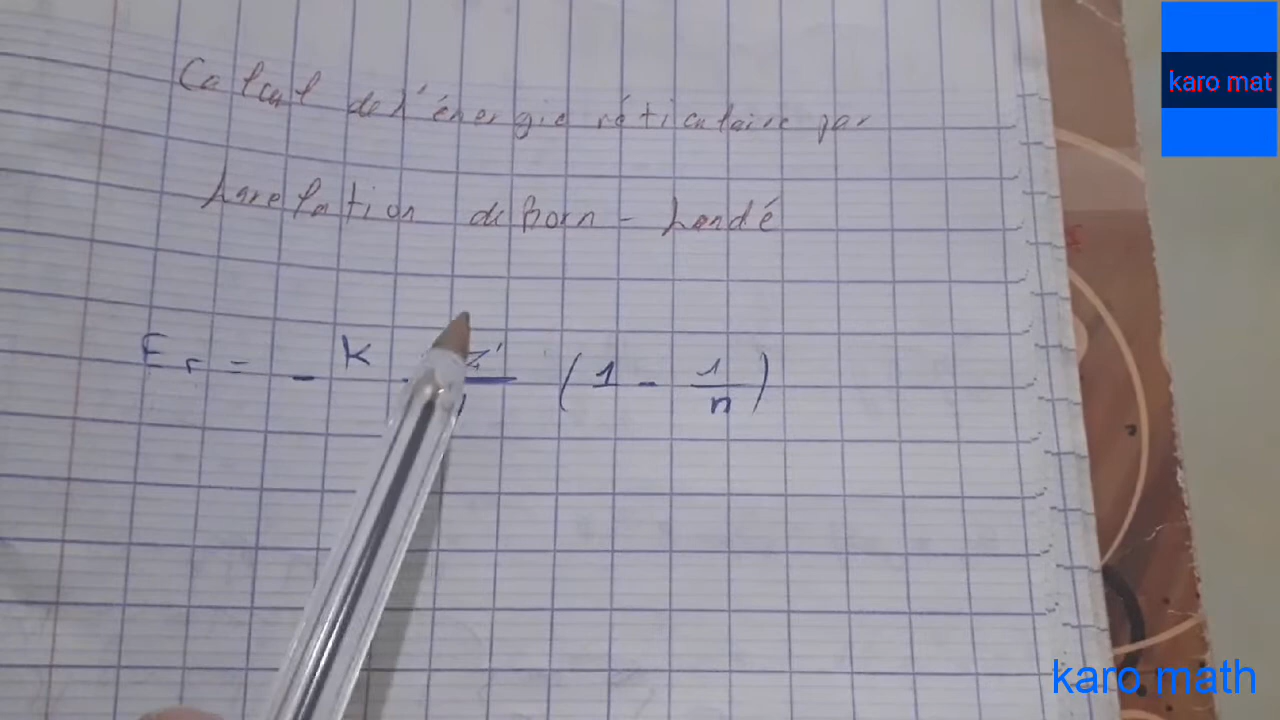 karo mat
Calcul de l'énergie réticulaire par
la relation de Born - Landé
Er = - K z' (1 - 1/n)
karo math